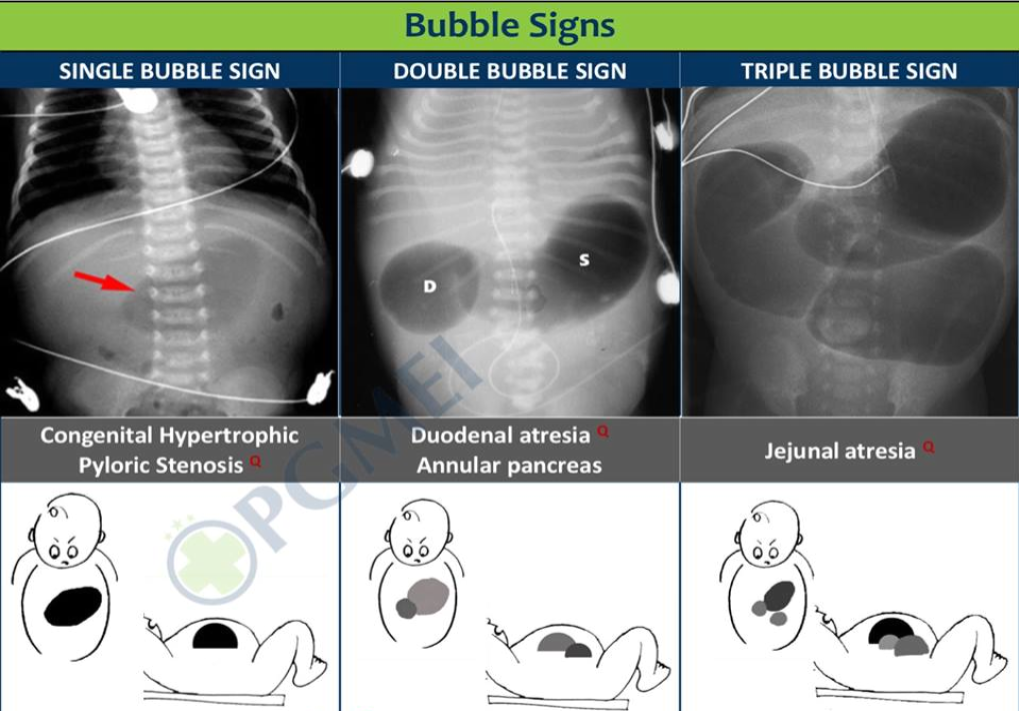 Bubble Signs
SINGLE BUBBLE SIGN
DOUBLE BUBBLE SIGN
TRIPLE BUBBLE SIGN
D
S
Congenital Hypertrophic
Pyloric Stenosis Q
Duodenal atresia Q
Annular pancreas
Jejunal atresia Q
PGMEI